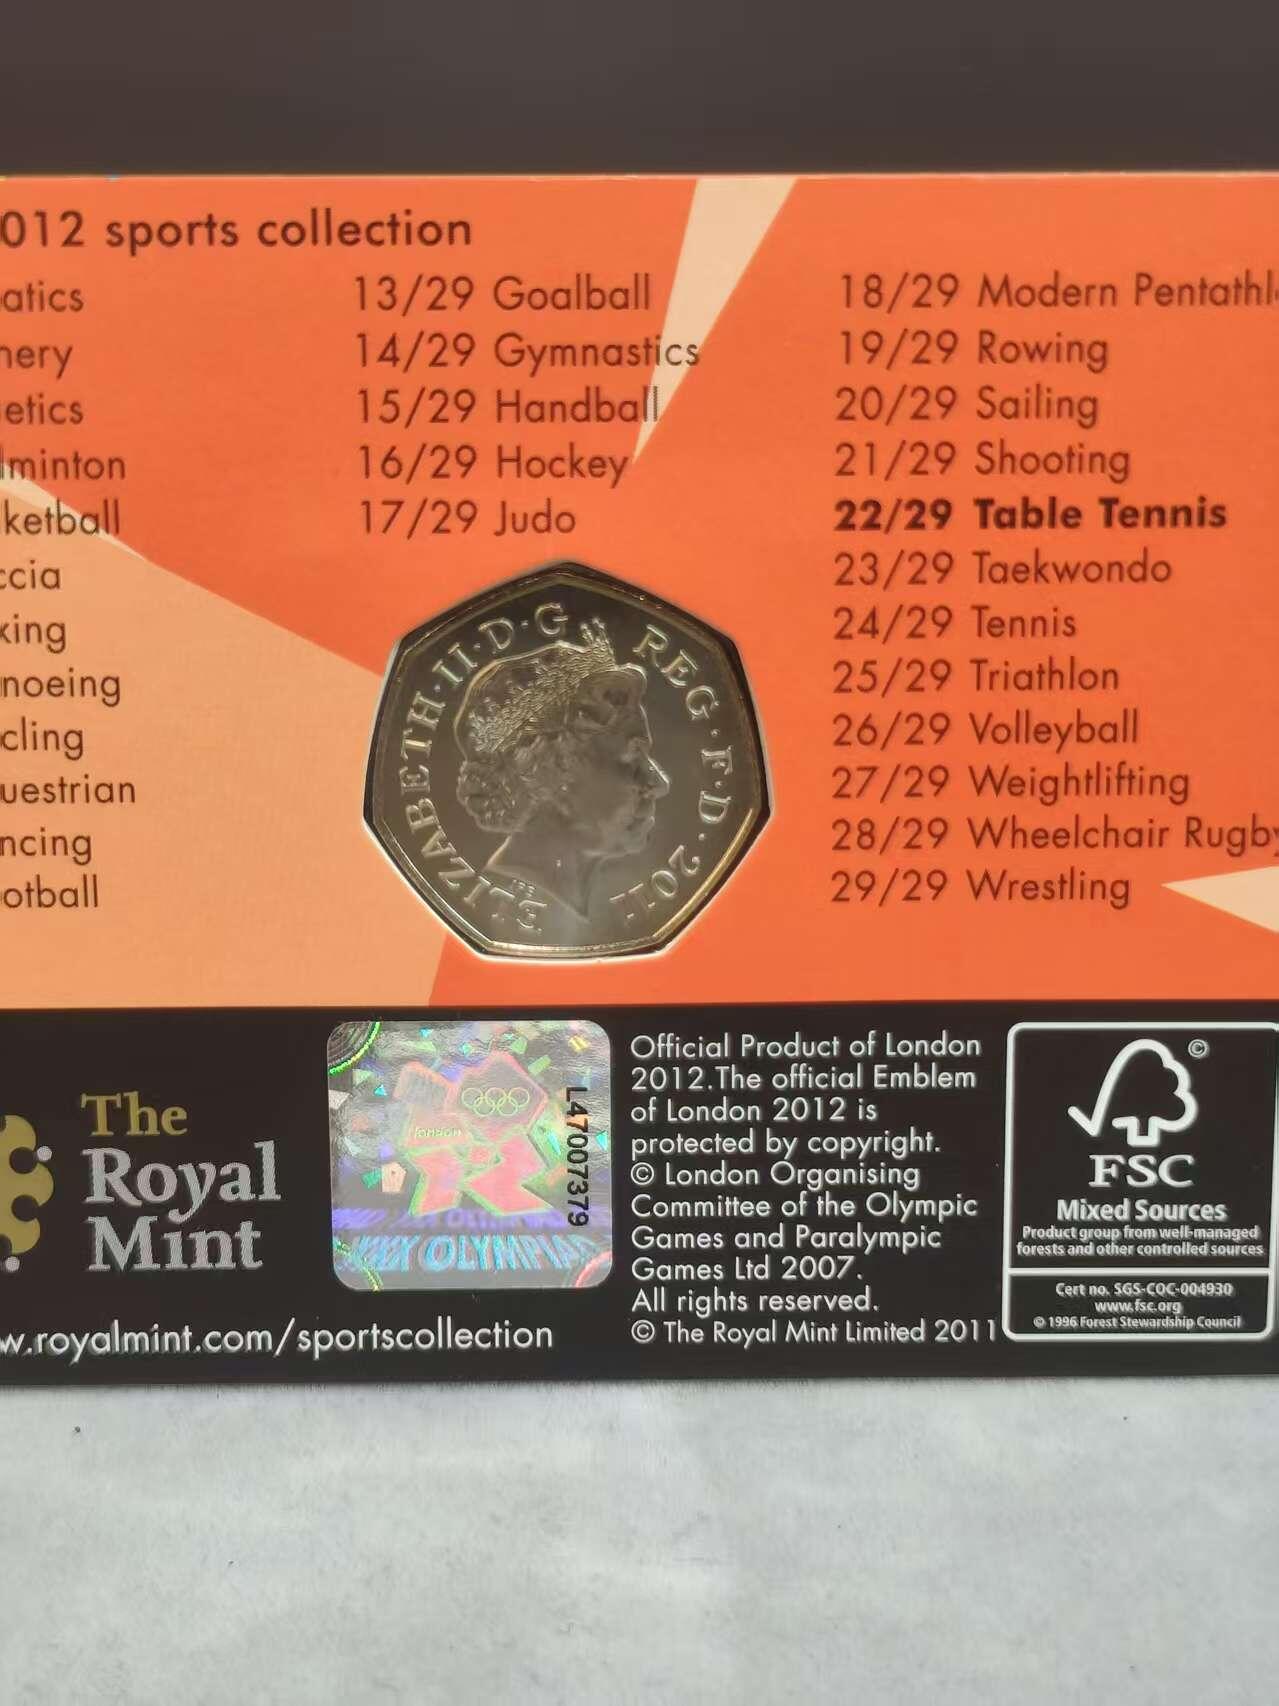 012 sports collection
atics
hery
etics
minton
ketball
ccia
xing
noeing
cling
uestrian
ncing
otball
13/29 Goalball
14/29 Gymnastics
15/29 Handball
16/29 Hockey
17/29 Judo
18/29 Modern Pentathl
19/29 Rowing
20/29 Sailing
21/29 Shooting
22/29 Table Tennis
23/29 Taekwondo
24/29 Tennis
25/29 Triathlon
26/29 Volleyball
27/29 Weightlifting
28/29 Wheelchair Rugby
29/29 Wrestling
ELIZABETH·II·D·G REG·F·D·2011
IRB
The
Royal
Mint
w.royalmint.com/sportscollection
london
L47007379
XXX OLYMPIA
Official Product of London
2012.The official Emblem
of London 2012 is
protected by copyright.
© London Organising
Committee of the Olympic
Games and Paralympic
Games Ltd 2007.
All rights reserved.
© The Royal Mint Limited 2011
©
FSC
Mixed Sources
Product group from well-managed
forests and other controlled sources
Cert no. SGS-COC-004930
www.fsc.org
© 1996 Forest Stewardship Council